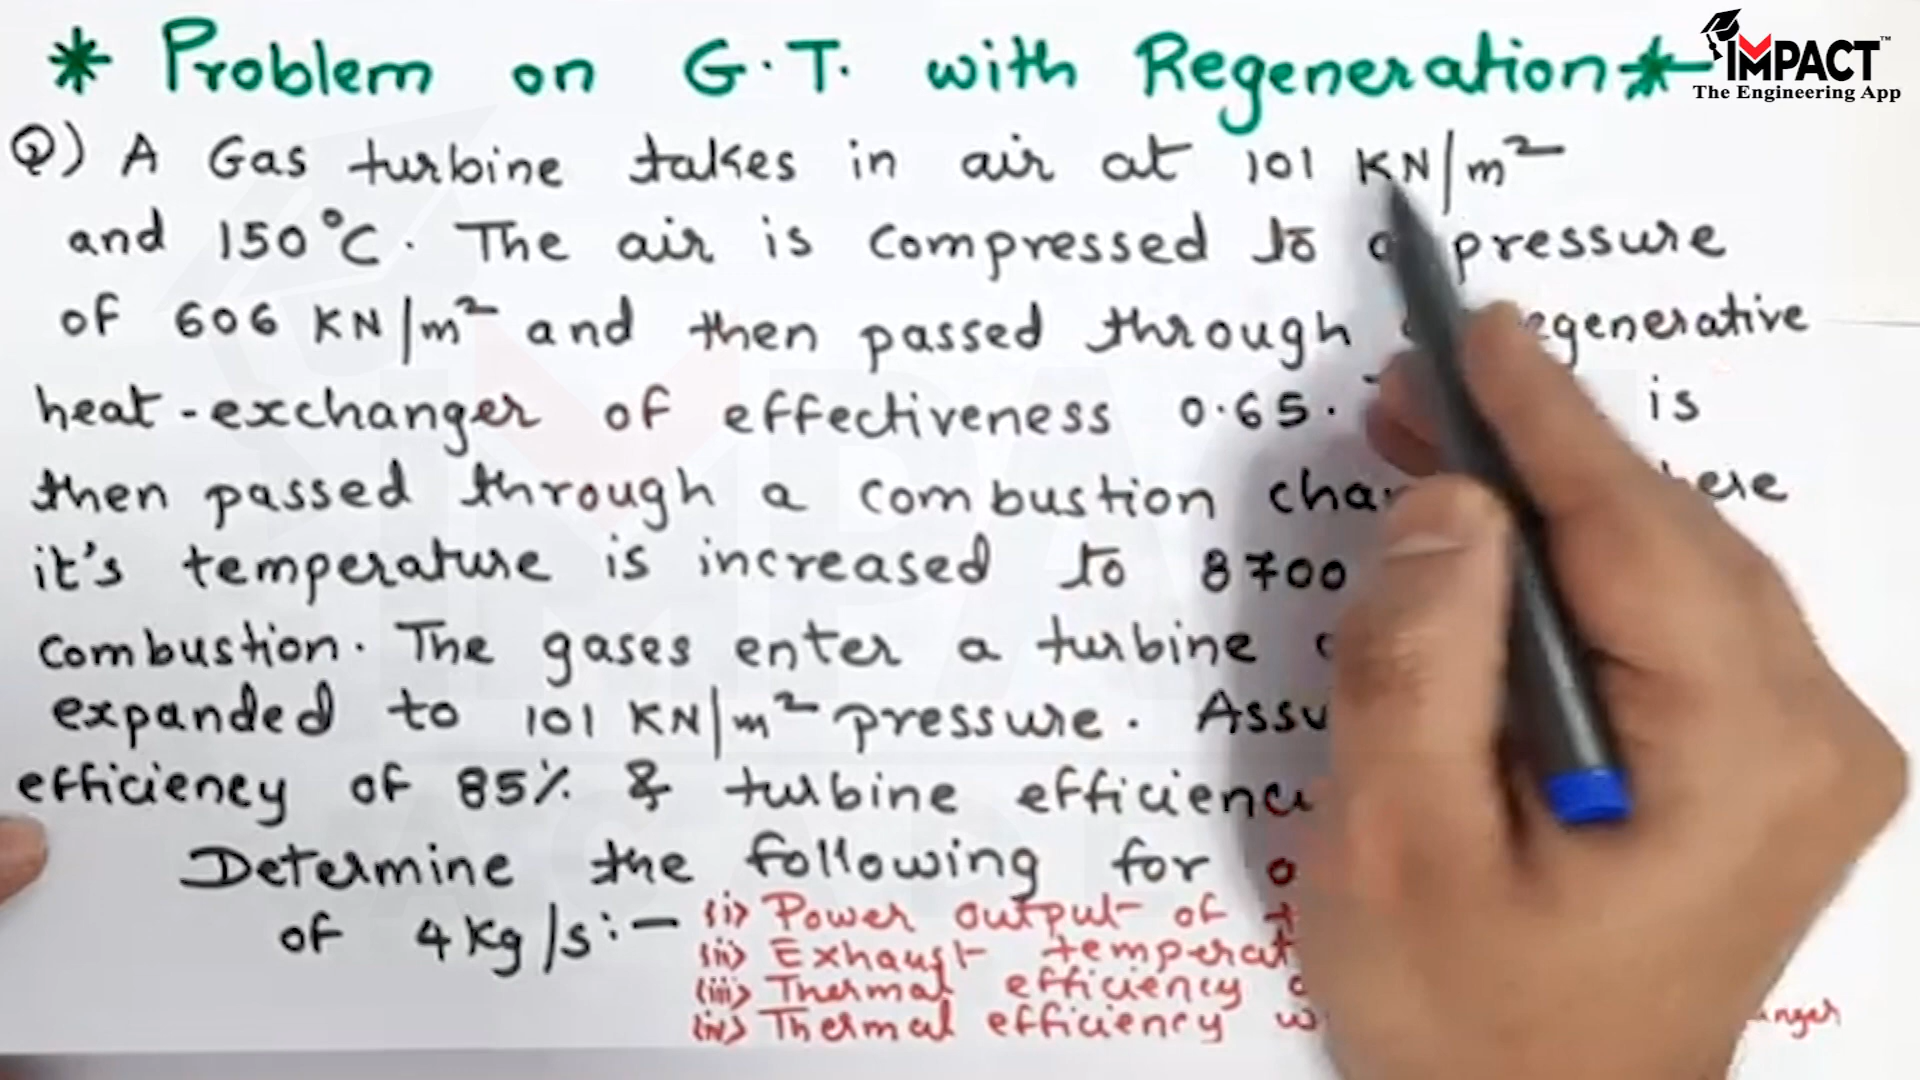 * Problem on G.T. with Regeneration *
IMPACT™
The Engineering App
Q) A Gas turbine takes in air at 101 KN/m²
and 150°C. The air is compressed to a pressure
of 606 KN/m² and then passed through
heat-exchanger of effectiveness 0.65. is
then passed through a combustion
it's temperature is increased to 8700
combustion. The gases enter a turbine
expanded to 101 KN/m² pressure.
efficiency of 85% & turbine
Determine the following for
of 4 Kg/s:-
(i) Power output of
(ii) Exhaust
(iii) Thermal efficiency
(iv) Thermal efficiency